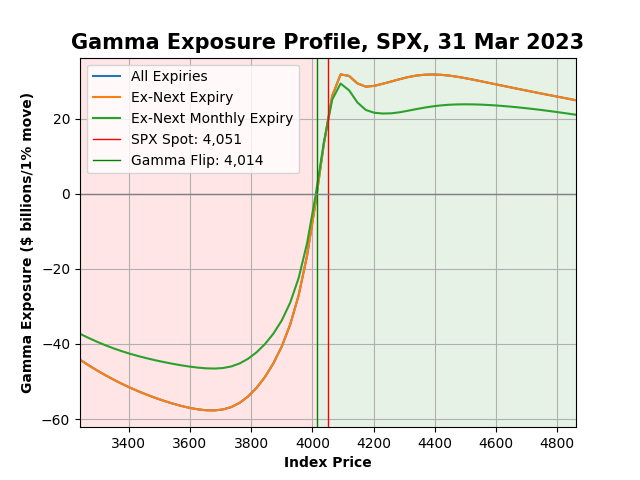 Gamma Exposure Profile, SPX, 31 Mar 2023
Gamma Exposure ($ billions/1% move)
20
0
−20
−40
−60
All Expiries
Ex-Next Expiry
Ex-Next Monthly Expiry
SPX Spot: 4,051
Gamma Flip: 4,014
3400 3600 3800 4000 4200 4400 4600 4800
Index Price